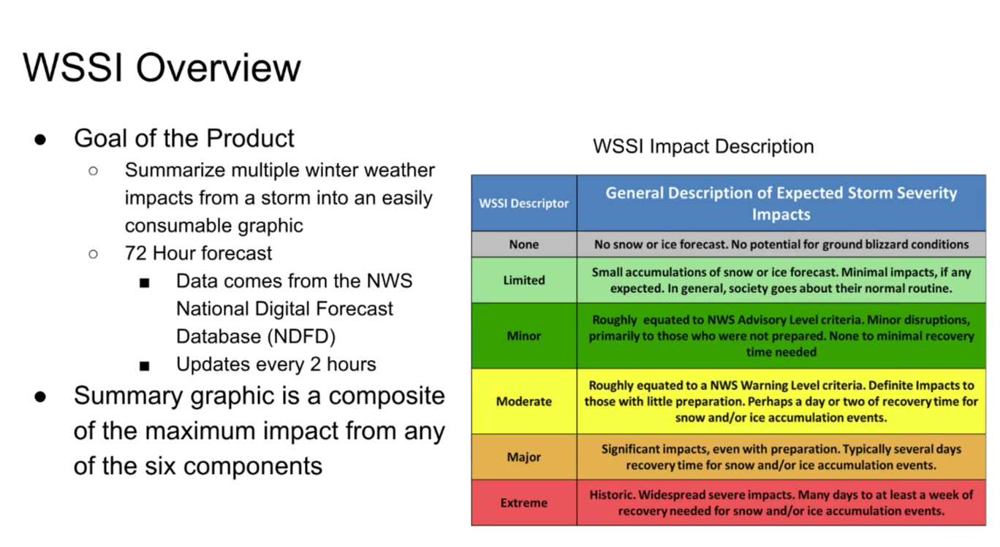 WSSI Overview
● Goal of the Product
○ Summarize multiple winter weather
impacts from a storm into an easily
consumable graphic
○ 72 Hour forecast
■ Data comes from the NWS
National Digital Forecast
Database (NDFD)
■ Updates every 2 hours
● Summary graphic is a composite
of the maximum impact from any
of the six components
WSSI Impact Description
WSSI Descriptor
General Description of Expected Storm Severity
Impacts
None
No snow or ice forecast. No potential for ground blizzard conditions
Limited
Small accumulations of snow or ice forecast. Minimal impacts, if any
expected. In general, society goes about their normal routine.
Minor
Roughly equated to NWS Advisory Level criteria. Minor disruptions,
primarily to those who were not prepared. None to minimal recovery
time needed
Moderate
Roughly equated to a NWS Warning Level criteria. Definite Impacts to
those with little preparation. Perhaps a day or two of recovery time for
snow and/or ice accumulation events.
Major
Significant impacts, even with preparation. Typically several days
recovery time for snow and/or ice accumulation events.
Extreme
Historic. Widespread severe impacts. Many days to at least a week of
recovery needed for snow and/or ice accumulation events.